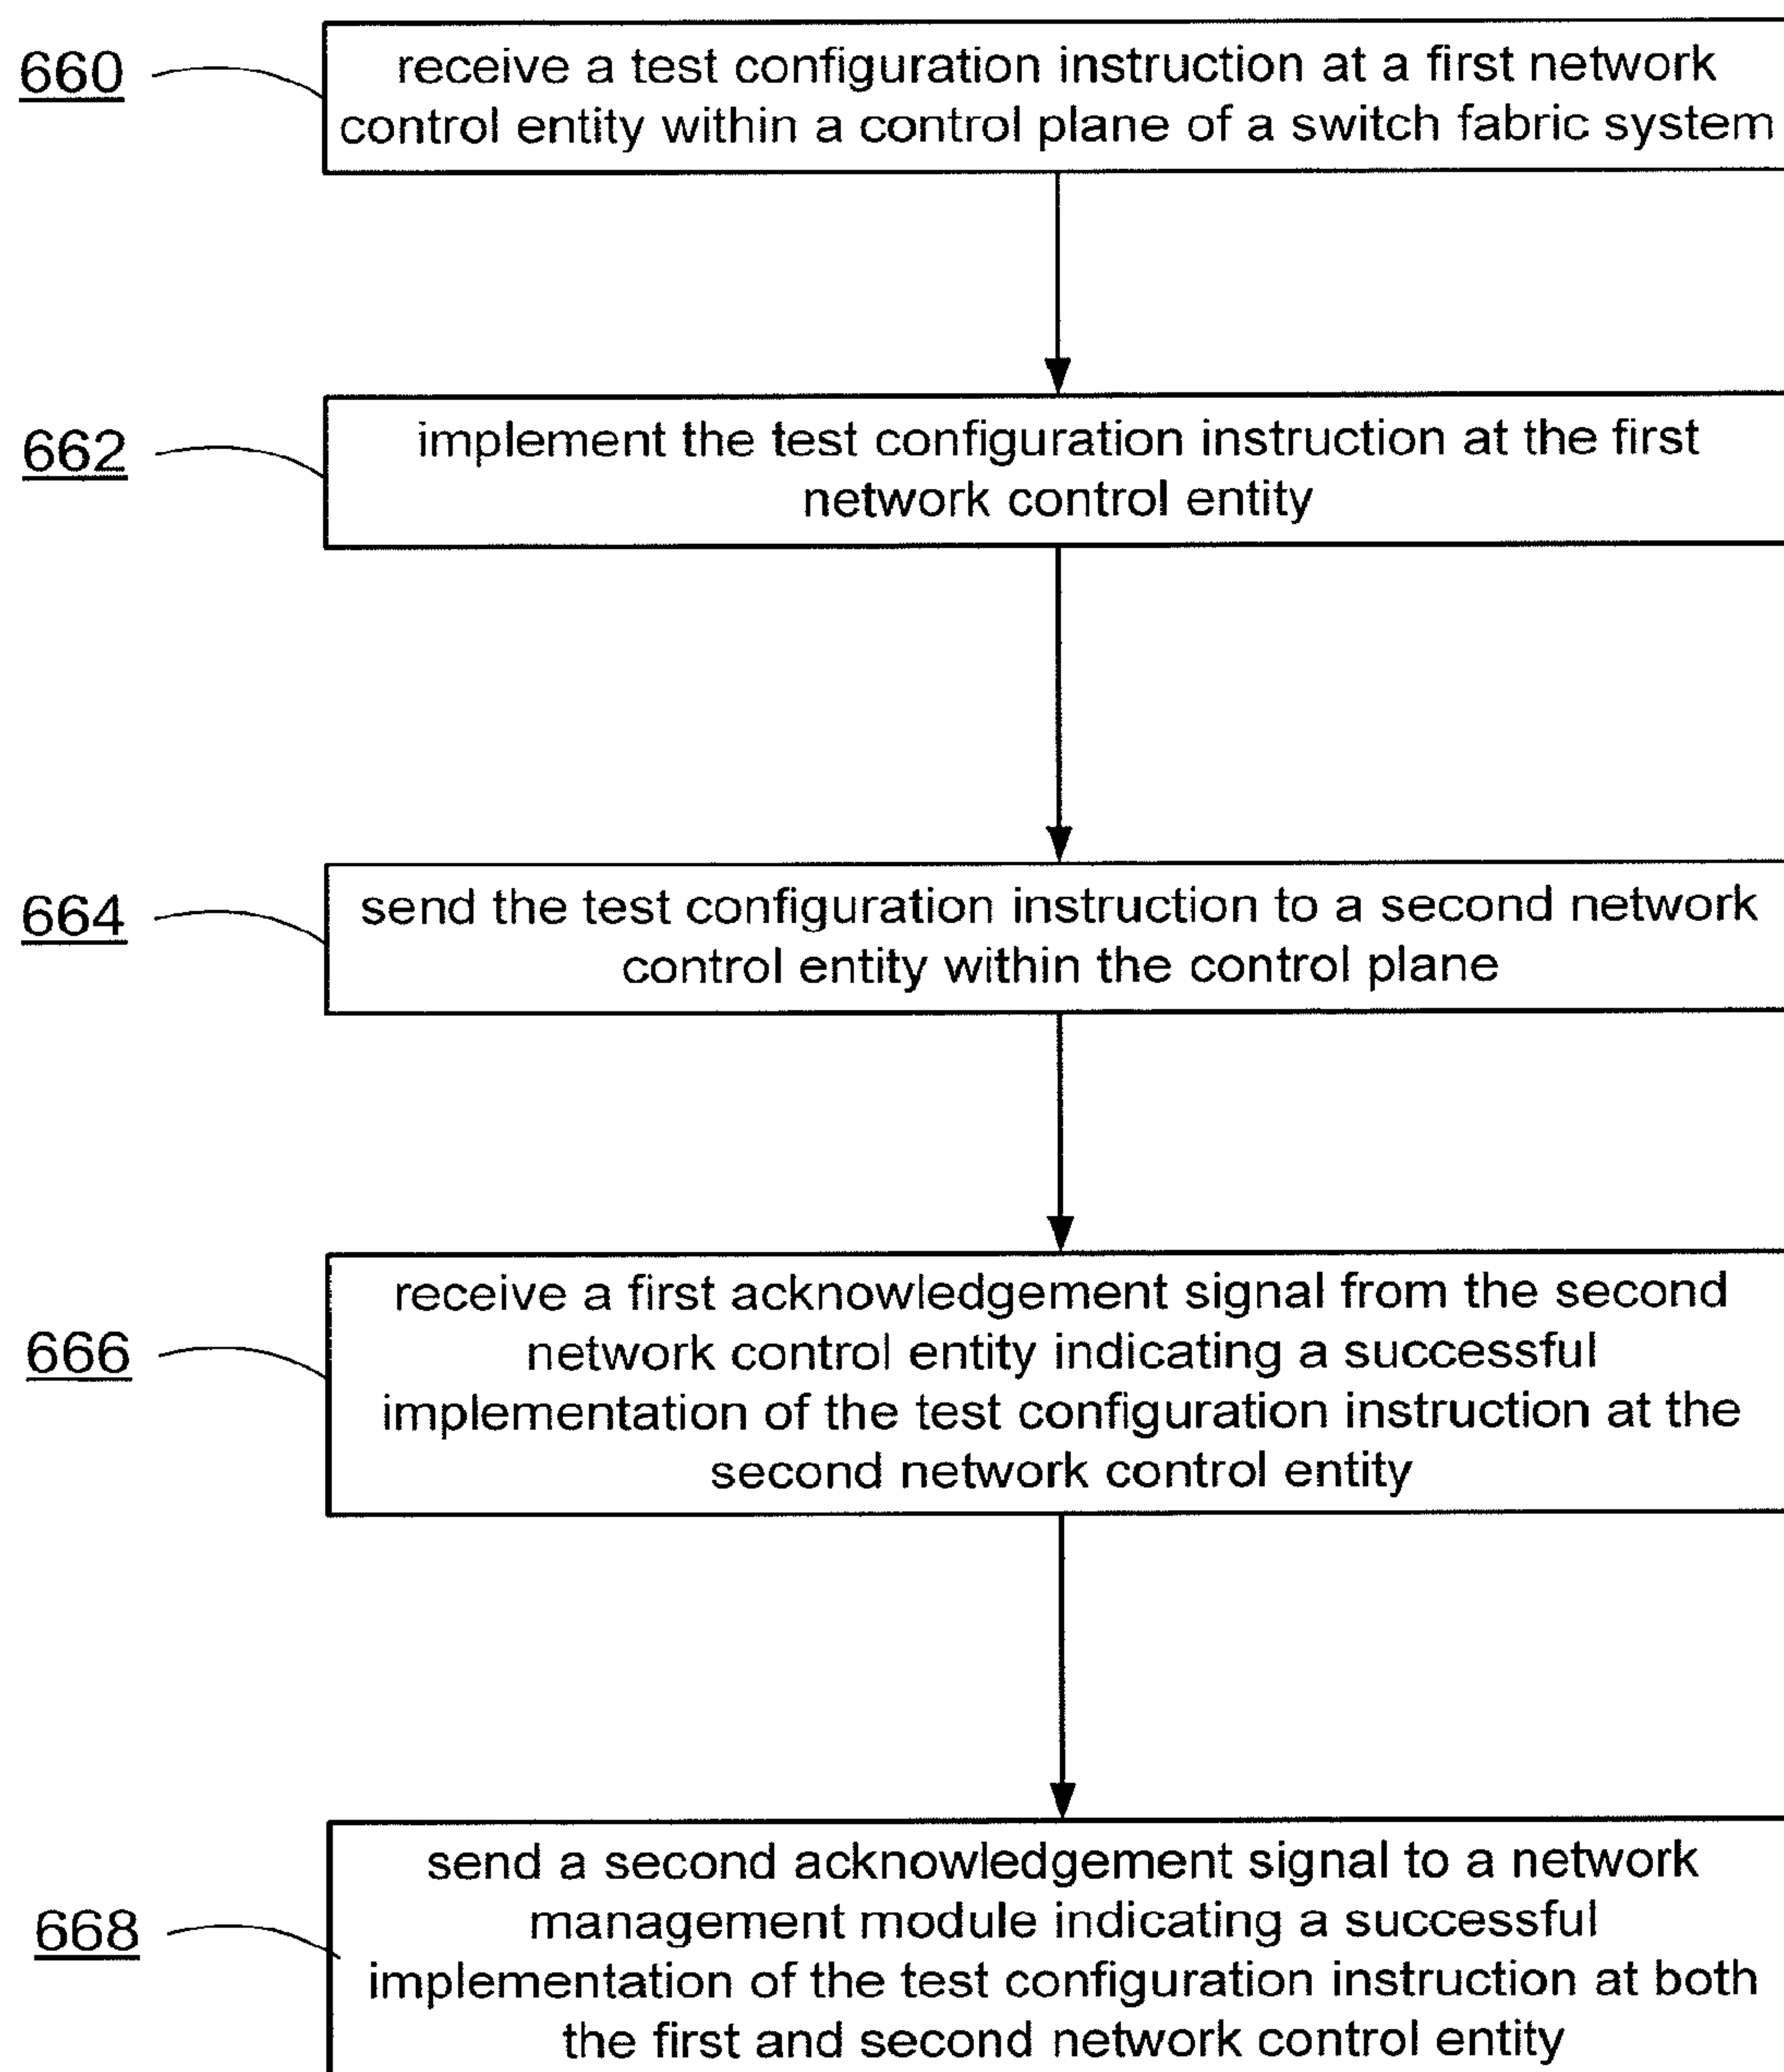 660
receive a test configuration instruction at a first network
control entity within a control plane of a switch fabric system
662
implement the test configuration instruction at the first
network control entity
664
send the test configuration instruction to a second network
control entity within the control plane
666
receive a first acknowledgement signal from the second
network control entity indicating a successful
implementation of the test configuration instruction at the
second network control entity
668
send a second acknowledgement signal to a network
management module indicating a successful
implementation of the test configuration instruction at both
the first and second network control entity